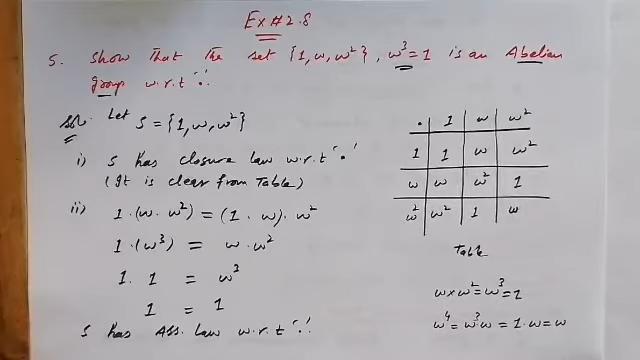 Ex # 2.8
5. Show that the set {1, ω, ω²}, ω³=1 is an Abelian
group w.r.t '.'
Sol. Let S = {1, ω, ω²}
i) S has closure law w.r.t '.'
(It is clear from Table)
ii) 1.(ω.ω²) = (1.ω).ω²
1.(ω³) = ω.ω²
1.1 = ω³
1 = 1
S has Ass. law w.r.t '.'
. 1 ω ω²
1 1 ω ω²
ω ω ω² 1
ω² ω² 1 ω
Table
ω×ω²=ω³=1
ω⁴=ω³.ω=1.ω=ω